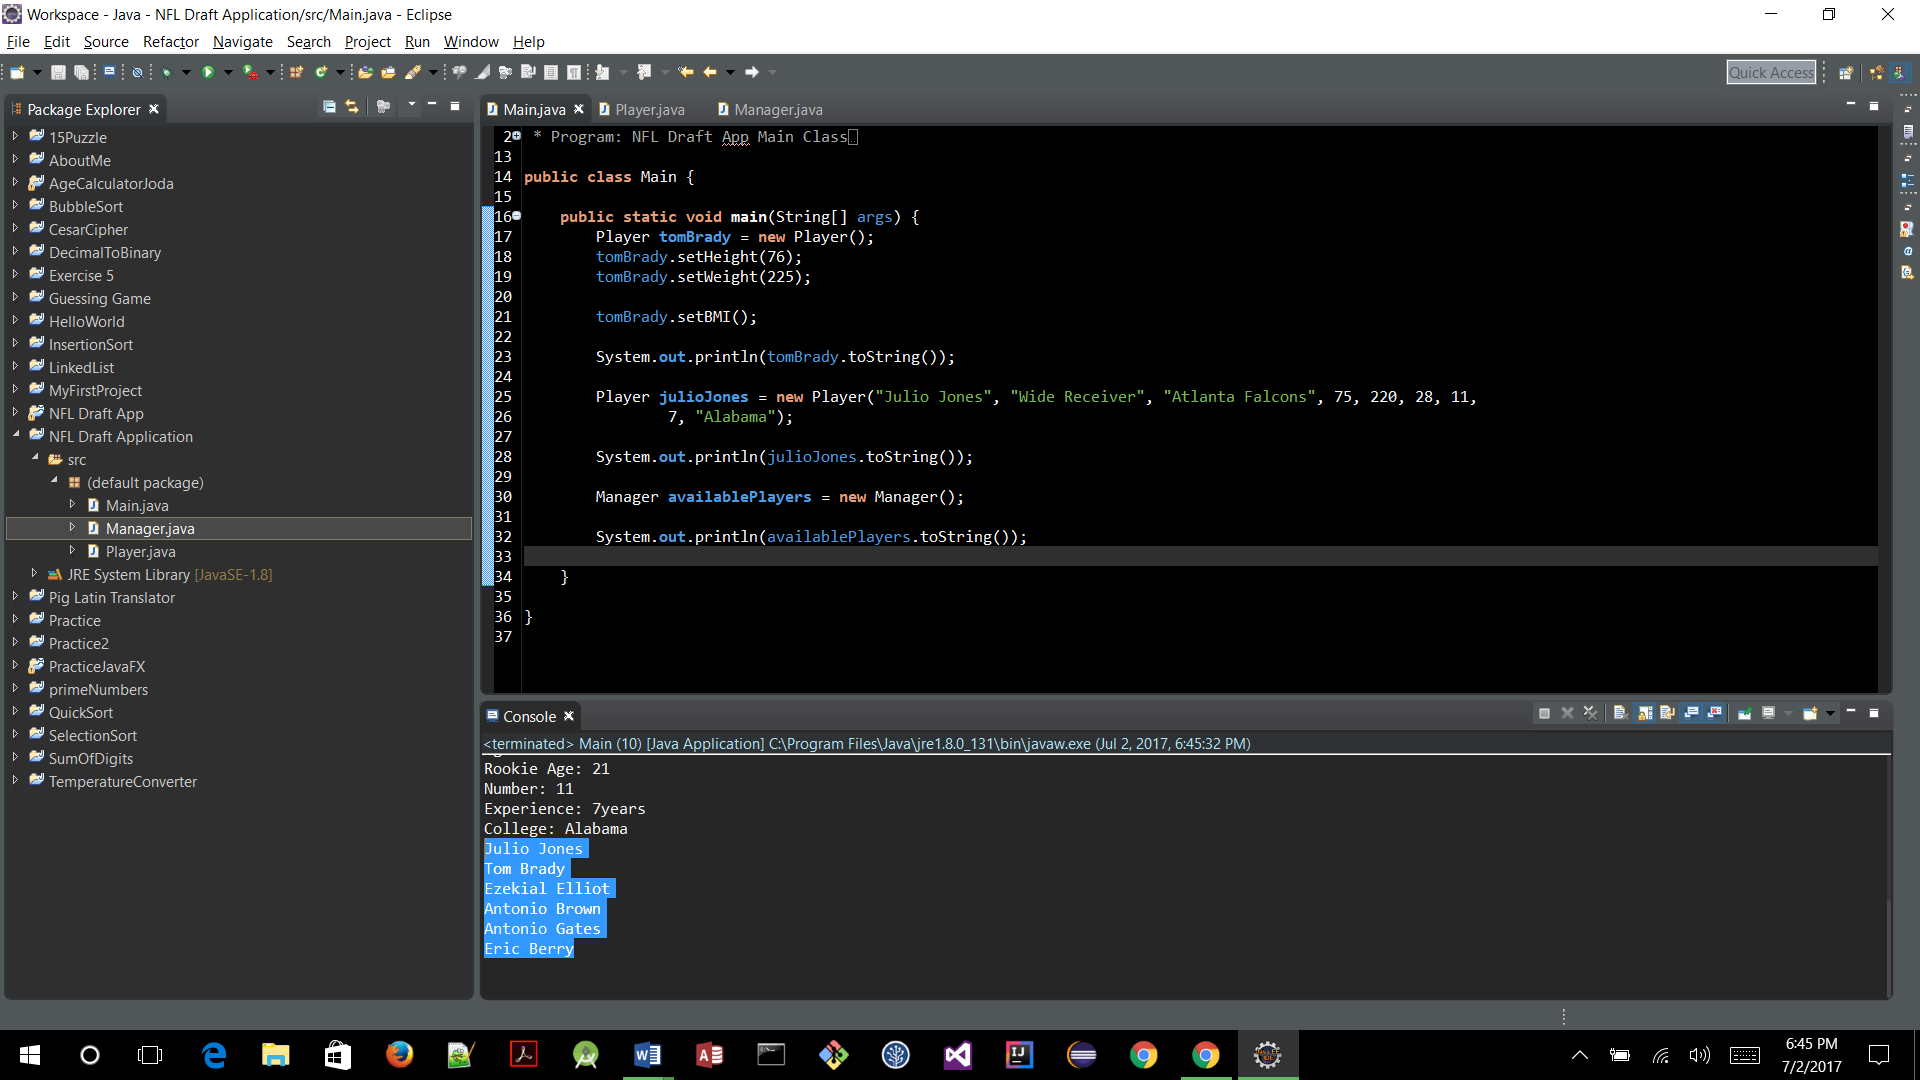 Workspace - Java - NFL Draft Application/src/Main.java - Eclipse
File Edit Source Refactor Navigate Search Project Run Window Help
Quick Access
Package Explorer
15Puzzle
AboutMe
AgeCalculatorJoda
BubbleSort
CesarCipher
DecimalToBinary
Exercise 5
Guessing Game
HelloWorld
InsertionSort
LinkedList
MyFirstProject
NFL Draft App
NFL Draft Application
src
(default package)
Main.java
Manager.java
Player.java
JRE System Library [JavaSE-1.8]
Pig Latin Translator
Practice
Practice2
PracticeJavaFX
primeNumbers
QuickSort
SelectionSort
SumOfDigits
TemperatureConverter
Main.java Player.java Manager.java
2 * Program: NFL Draft App Main Class
13
14 public class Main {
15
16 public static void main(String[] args) {
17 Player tomBrady = new Player();
18 tomBrady.setHeight(76);
19 tomBrady.setWeight(225);
20
21 tomBrady.setBMI();
22
23 System.out.println(tomBrady.toString());
24
25 Player julioJones = new Player("Julio Jones", "Wide Receiver", "Atlanta Falcons", 75, 220, 28, 11,
26 7, "Alabama");
27
28 System.out.println(julioJones.toString());
29
30 Manager availablePlayers = new Manager();
31
32 System.out.println(availablePlayers.toString());
33
34 }
35
36 }
37
Console
<terminated> Main (10) [Java Application] C:\Program Files\Java\jre1.8.0_131\bin\javaw.exe (Jul 2, 2017, 6:45:32 PM)
Rookie Age: 21
Number: 11
Experience: 7years
College: Alabama
Julio Jones
Tom Brady
Ezekial Elliot
Antonio Brown
Antonio Gates
Eric Berry
6:45 PM
7/2/2017